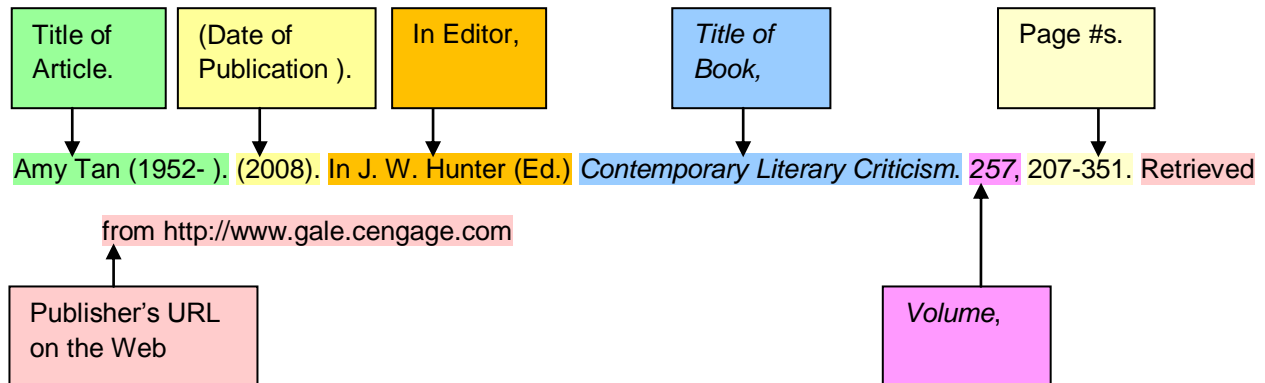 Title of
Article.
(Date of
Publication ).
In Editor,
Title of
Book,
Page #s.
Amy Tan (1952- ). (2008). In J. W. Hunter (Ed.) Contemporary Literary Criticism. 257, 207-351. Retrieved
from http://www.gale.cengage.com
Publisher’s URL
on the Web
Volume,